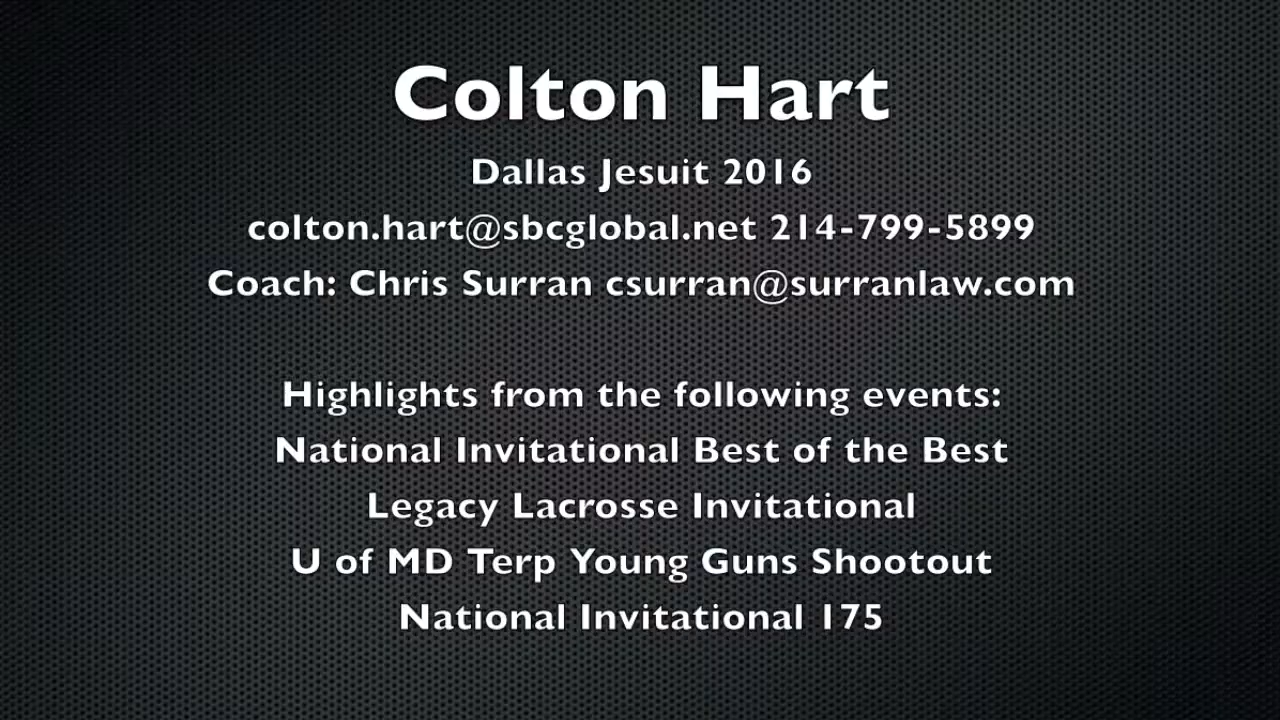 Colton Hart
Dallas Jesuit 2016
colton.hart@sbcglobal.net 214-799-5899
Coach: Chris Surran csurran@surranlaw.com
Highlights from the following events:
National Invitational Best of the Best
Legacy Lacrosse Invitational
U of MD Terp Young Guns Shootout
National Invitational 175